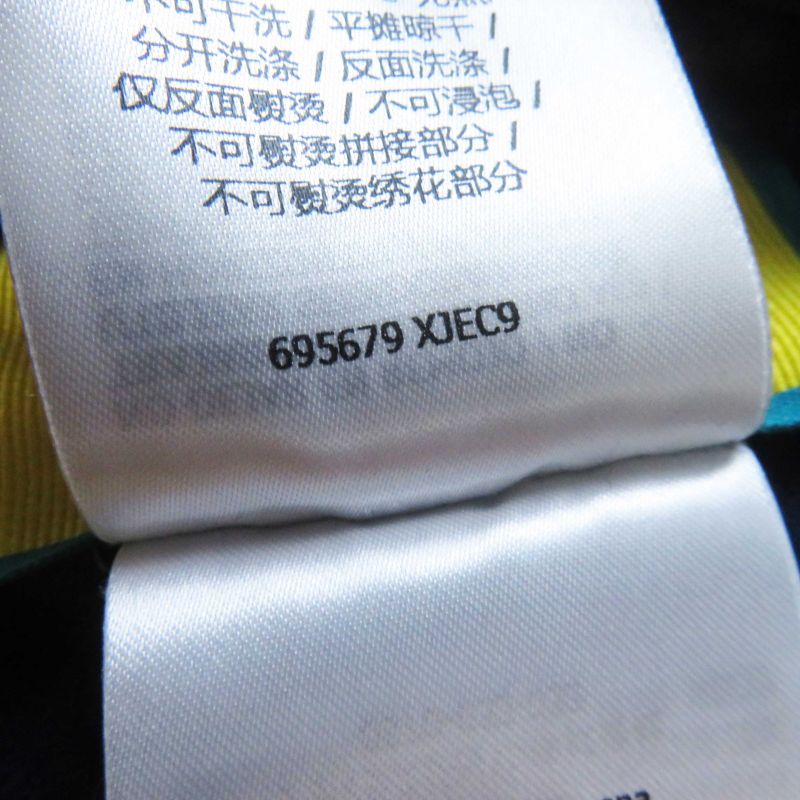 不可干洗 / 平摊晾干 /
分开洗涤 / 反面洗涤 /
仅反面熨烫 / 不可浸泡 /
不可熨烫拼接部分 /
不可熨烫绣花部分
695679 XJEC9